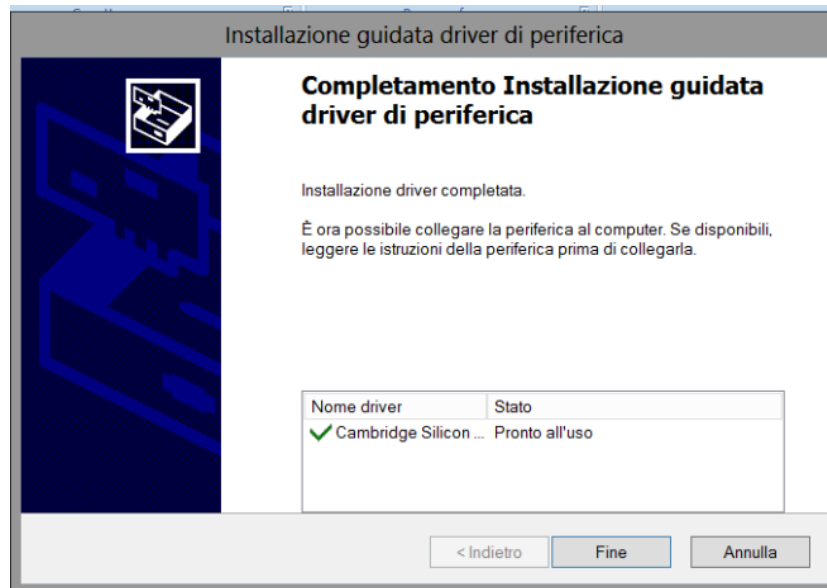 Installazione guidata driver di periferica
Completamento Installazione guidata
driver di periferica
Installazione driver completata.
È ora possibile collegare la periferica al computer. Se disponibili,
leggere le istruzioni della periferica prima di collegarla.
Nome driver Stato
Cambridge Silicon ... Pronto all'uso
< Indietro Fine Annulla